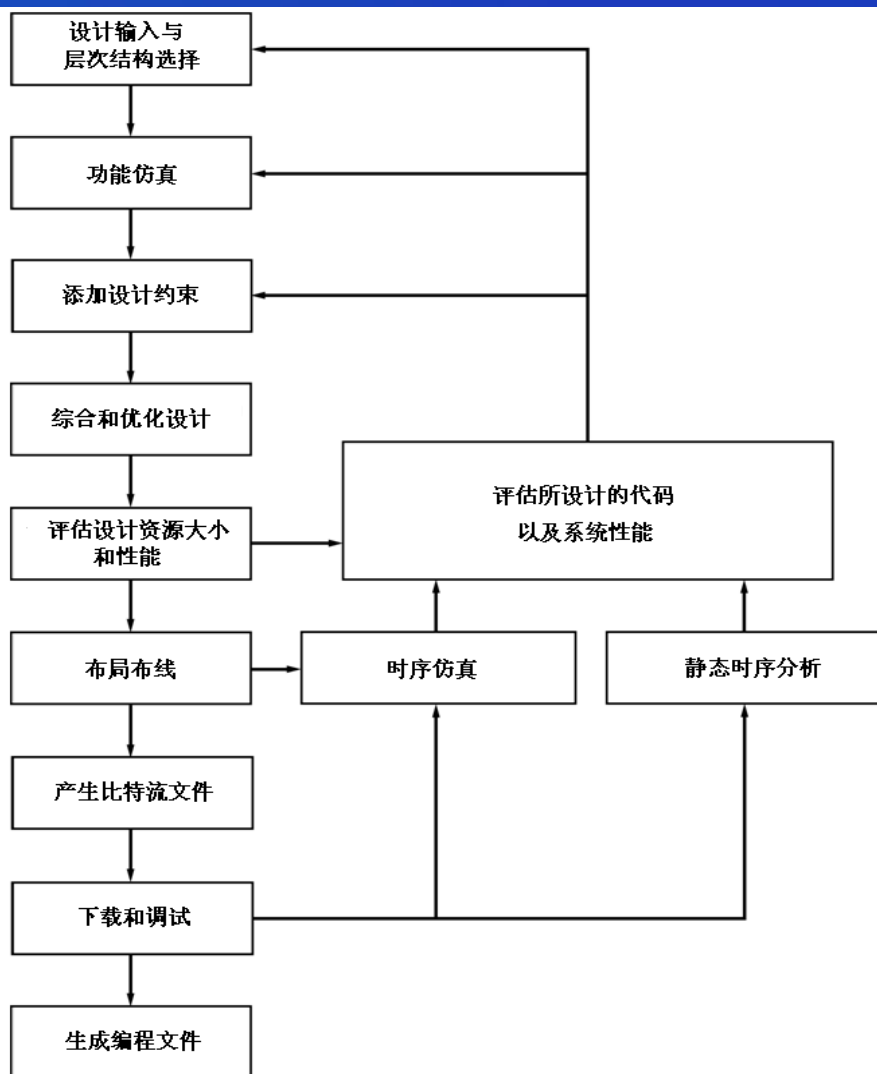 设计输入与
层次结构选择
功能仿真
添加设计约束
综合和优化设计
评估设计资源大小
和性能
评估所设计的代码
以及系统性能
布局布线
时序仿真
静态时序分析
产生比特流文件
下载和调试
生成编程文件